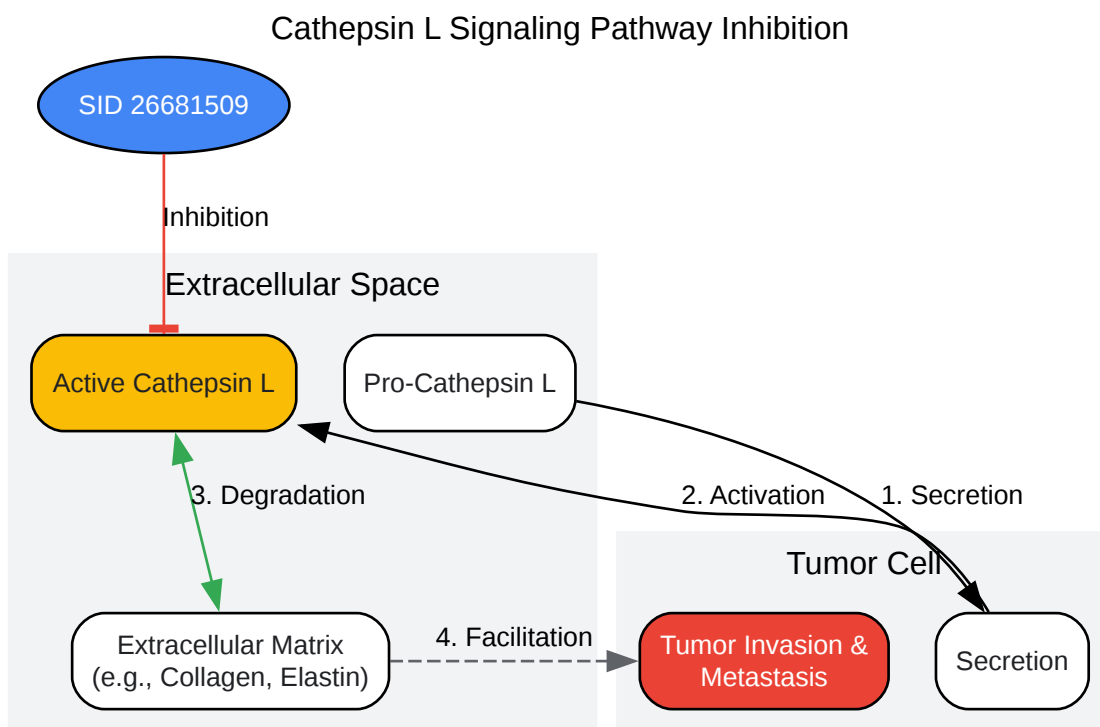 Cathepsin L Signaling Pathway Inhibition
SID 26681509
Inhibition
Extracellular Space
Active Cathepsin L
Pro-Cathepsin L
3. Degradation
2. Activation
1. Secretion
Tumor Cell
Extracellular Matrix
(e.g., Collagen, Elastin)
4. Facilitation
Tumor Invasion &
Metastasis
Secretion